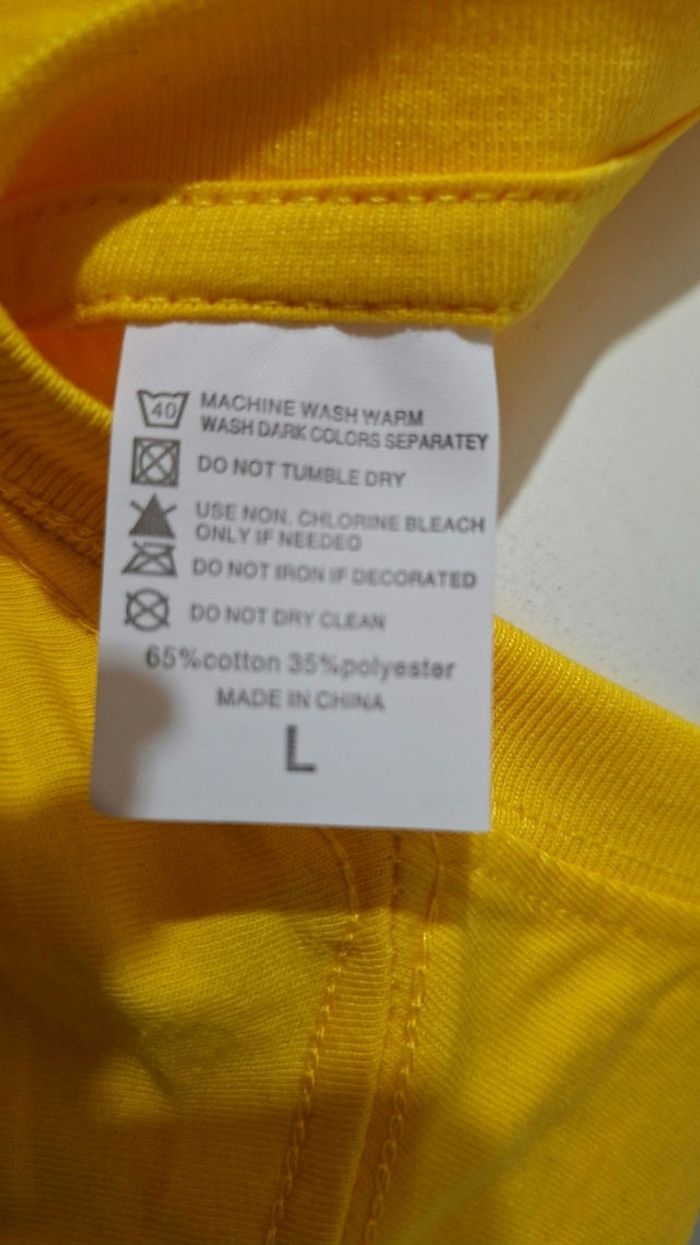 40 MACHINE WASH WARM
WASH DARK COLORS SEPARATEY
DO NOT TUMBLE DRY
USE NON. CHLORINE BLEACH
ONLY IF NEEDEO
DO NOT IRON IF DECORATED
DO NOT DRY CLEAN
65%cotton 35%polyester
MADE IN CHINA
L